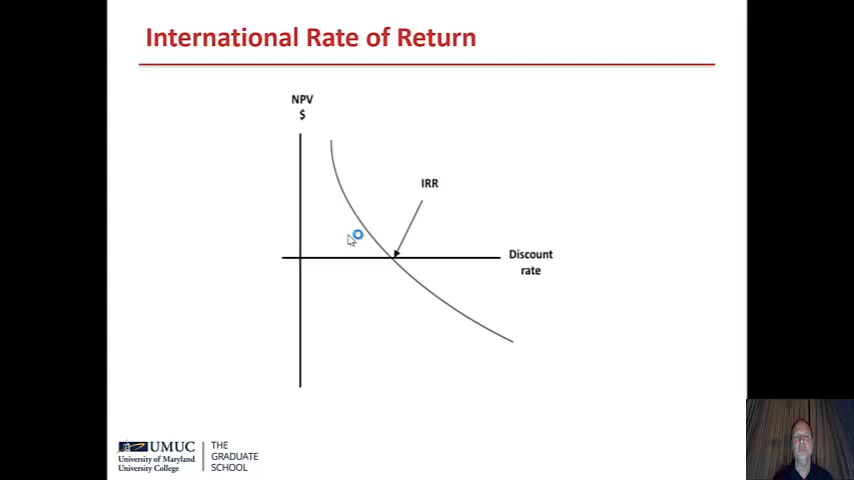 International Rate of Return
NPV
$
IRR
Discount
rate
UMUC
University of Maryland
University College
THE
GRADUATE
SCHOOL